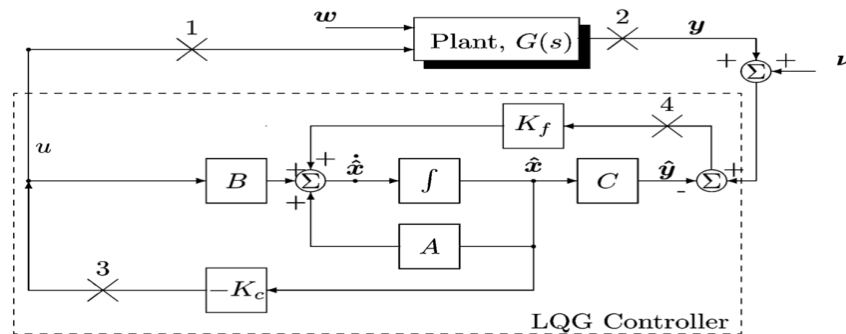 w
1
Plant, G(s)
2
y
+
+
Σ
u
4
K_f
+
+
+
Σ
B
ẋ̂
∫
x̂
C
ŷ
-
+
Σ
A
3
−K_c
LQG Controller